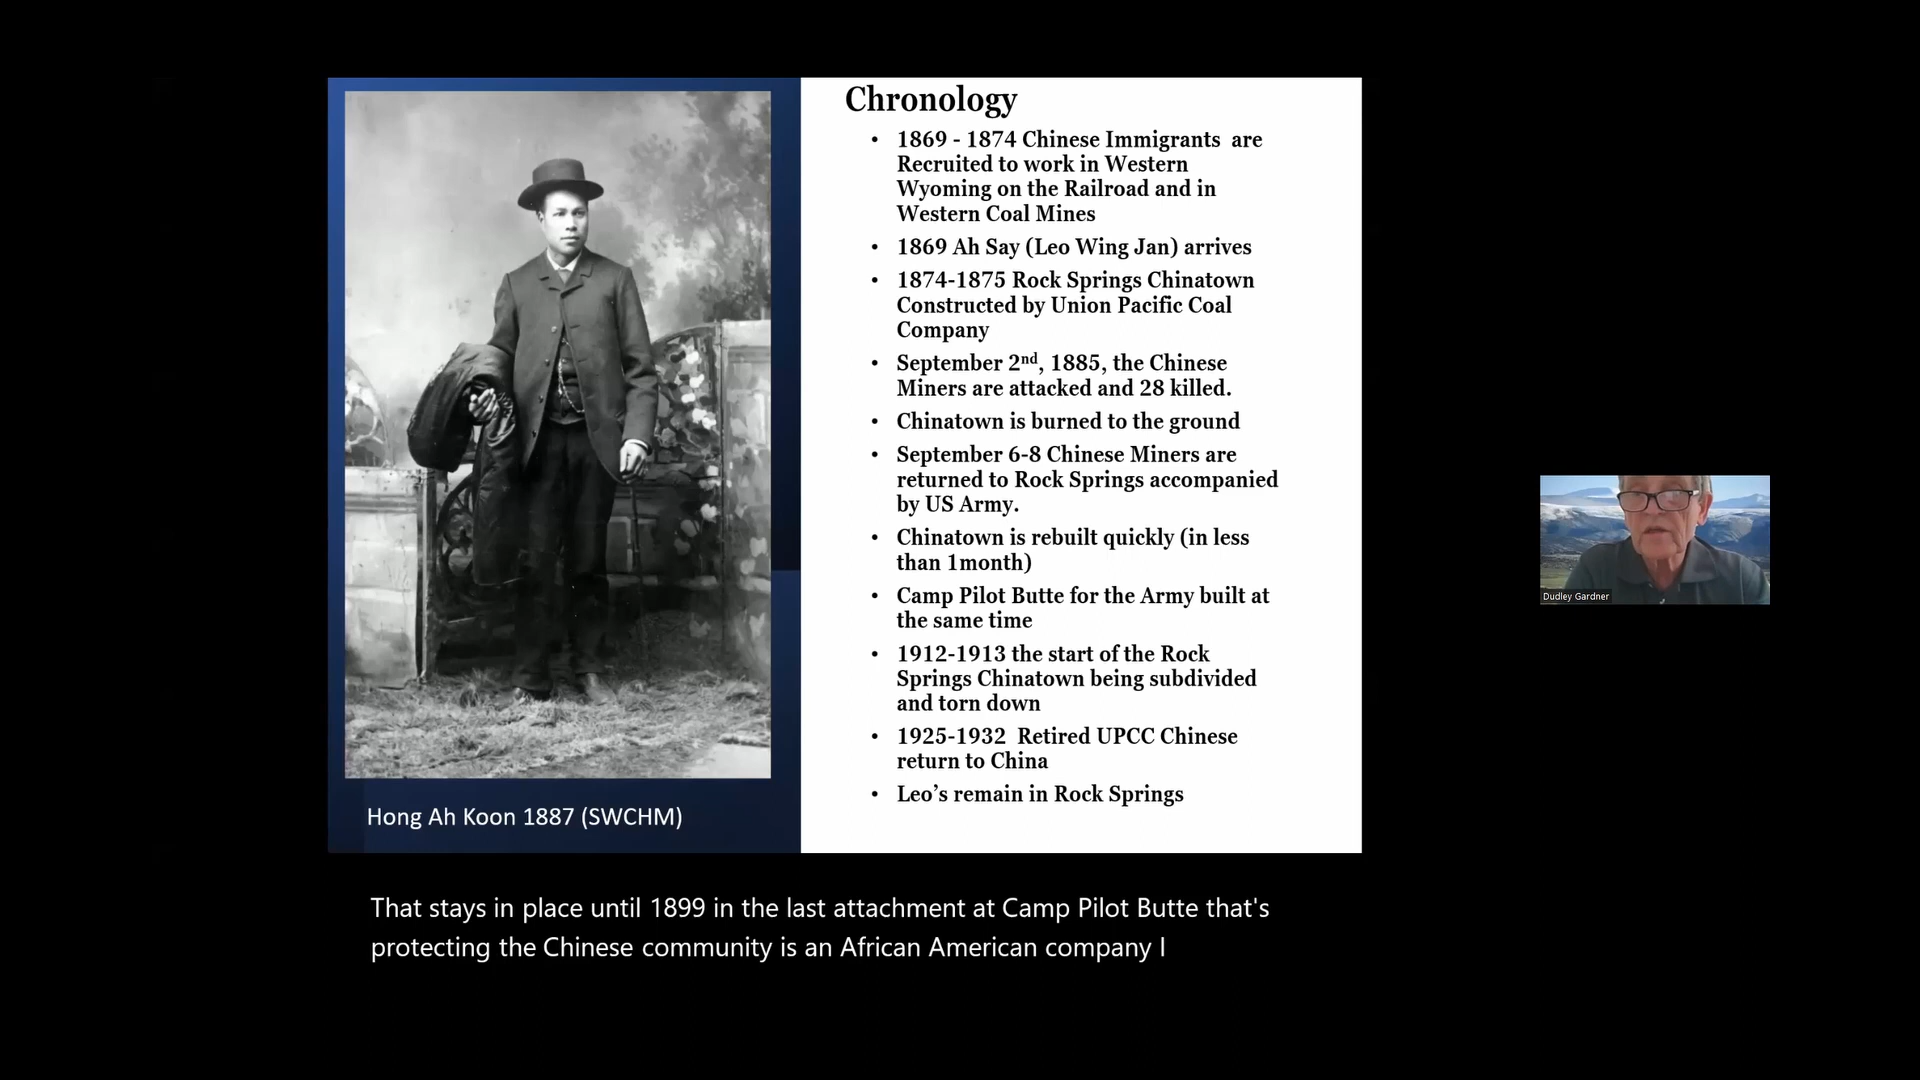 Chronology
• 1869 - 1874 Chinese Immigrants are
Recruited to work in Western
Wyoming on the Railroad and in
Western Coal Mines
• 1869 Ah Say (Leo Wing Jan) arrives
• 1874-1875 Rock Springs Chinatown
Constructed by Union Pacific Coal
Company
• September 2nd, 1885, the Chinese
Miners are attacked and 28 killed.
• Chinatown is burned to the ground
• September 6-8 Chinese Miners are
returned to Rock Springs accompanied
by US Army.
• Chinatown is rebuilt quickly (in less
than 1month)
• Camp Pilot Butte for the Army built at
the same time
• 1912-1913 the start of the Rock
Springs Chinatown being subdivided
and torn down
• 1925-1932 Retired UPCC Chinese
return to China
• Leo’s remain in Rock Springs
Hong Ah Koon 1887 (SWCHM)
Dudley Gardner
That stays in place until 1899 in the last attachment at Camp Pilot Butte that's
protecting the Chinese community is an African American company I